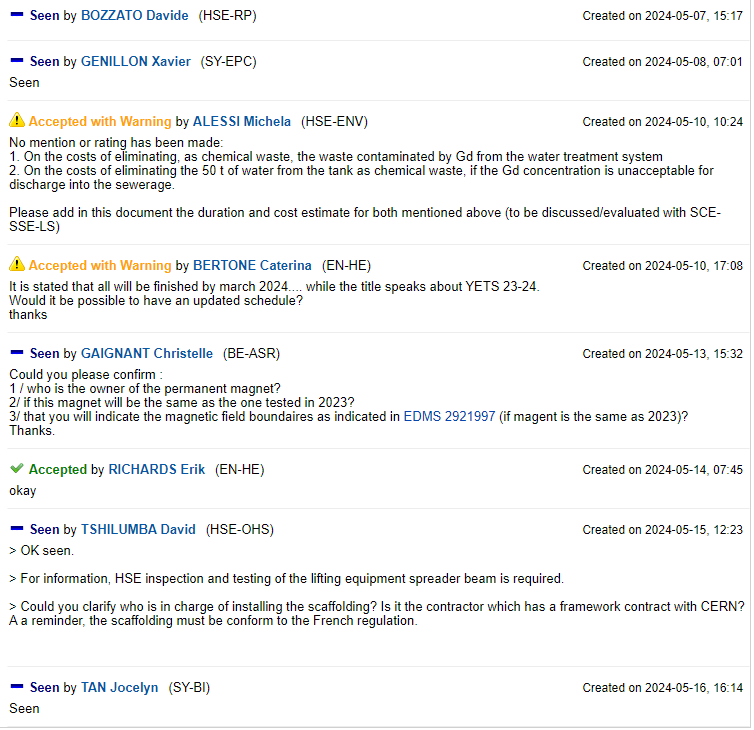 Seen by BOZZATO Davide (HSE-RP) Created on 2024-05-07, 15:17
Seen by GENILLON Xavier (SY-EPC) Created on 2024-05-08, 07:01
Seen
Accepted with Warning by ALESSI Michela (HSE-ENV) Created on 2024-05-10, 10:24
No mention or rating has been made:
1. On the costs of eliminating, as chemical waste, the waste contaminated by Gd from the water treatment system
2. On the costs of eliminating the 50 t of water from the tank as chemical waste, if the Gd concentration is unacceptable for
discharge into the sewerage.
Please add in this document the duration and cost estimate for both mentioned above (to be discussed/evaluated with SCE-
SSE-LS)
Accepted with Warning by BERTONE Caterina (EN-HE) Created on 2024-05-10, 17:08
It is stated that all will be finished by march 2024.... while the title speaks about YETS 23-24.
Would it be possible to have an updated schedule?
thanks
Seen by GAIGNANT Christelle (BE-ASR) Created on 2024-05-13, 15:32
Could you please confirm :
1 / who is the owner of the permanent magnet?
2/ if this magnet will be the same as the one tested in 2023?
3/ that you will indicate the magnetic field boundaires as indicated in EDMS 2921997 (if magent is the same as 2023)?
Thanks.
Accepted by RICHARDS Erik (EN-HE) Created on 2024-05-14, 07:45
okay
Seen by TSHILUMBA David (HSE-OHS) Created on 2024-05-15, 12:23
> OK seen.
> For information, HSE inspection and testing of the lifting equipment spreader beam is required.
> Could you clarify who is in charge of installing the scaffolding? Is it the contractor which has a framework contract with CERN?
A a reminder, the scaffolding must be conform to the French regulation.
Seen by TAN Jocelyn (SY-BI) Created on 2024-05-16, 16:14
Seen